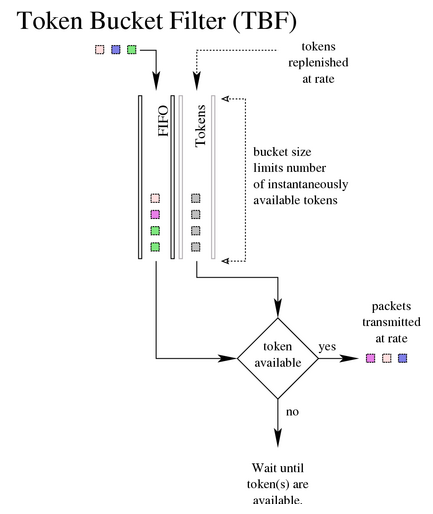 Token Bucket Filter (TBF)
tokens
replenished
at rate
FIFO
Tokens
bucket size
limits number
of instantaneously
available tokens
packets
transmitted
at rate
token
available
yes
no
Wait until
token(s) are
available.